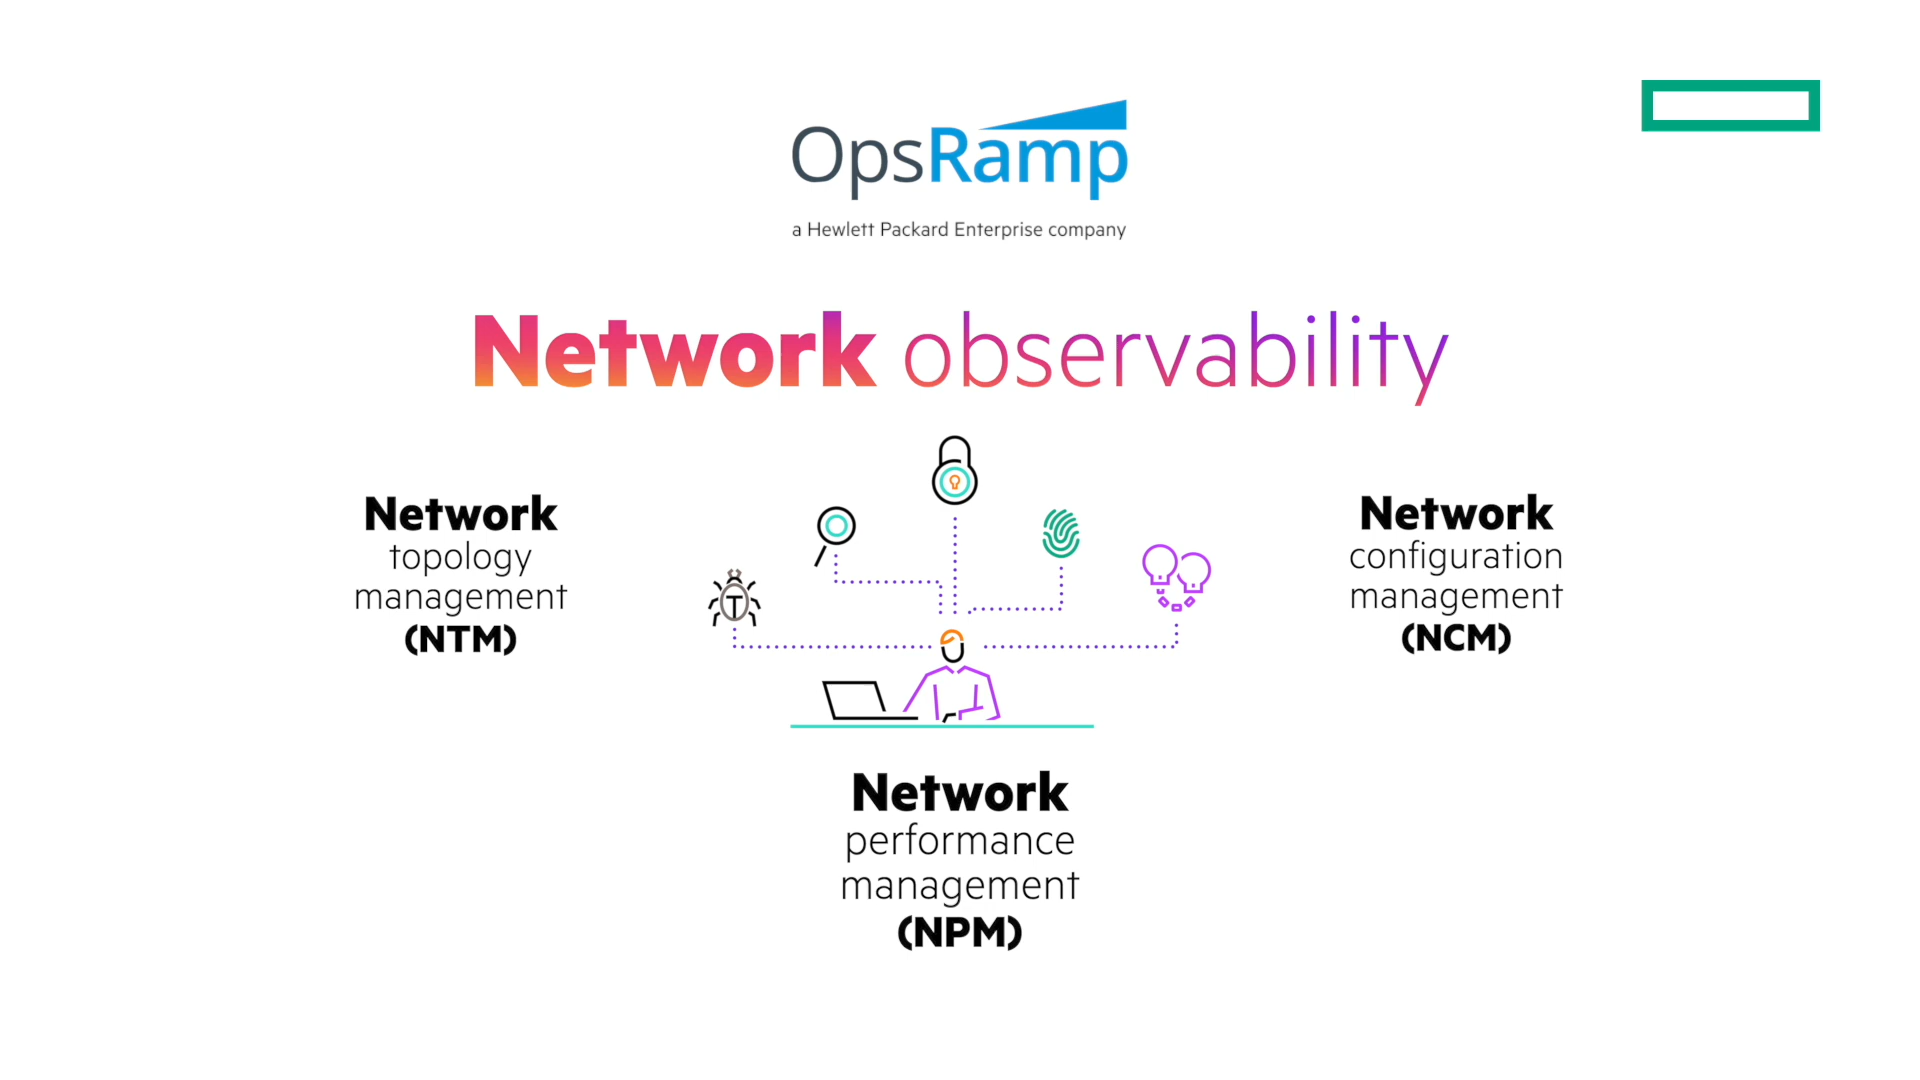 OpsRamp
a Hewlett Packard Enterprise company
Network observability
Network
topology
management
(NTM)
Network
configuration
management
(NCM)
Network
performance
management
(NPM)